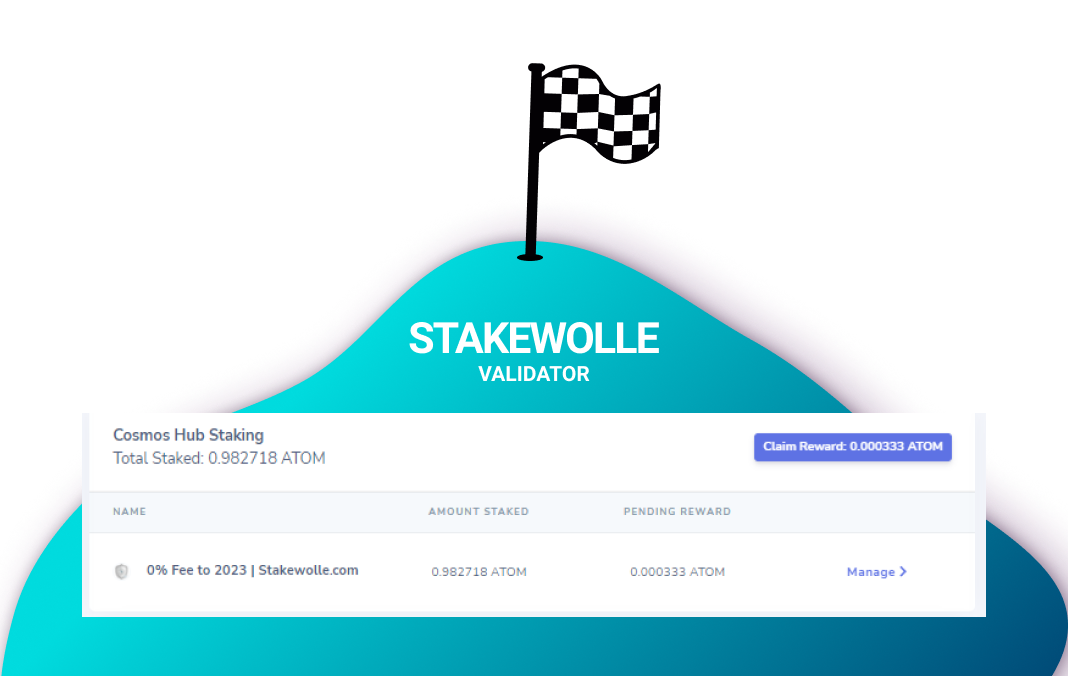 STAKEWOLLE
VALIDATOR
Cosmos Hub Staking
Total Staked: 0.982718 ATOM
Claim Reward: 0.000333 ATOM
NAME AMOUNT STAKED PENDING REWARD
0% Fee to 2023 | Stakewolle.com 0.982718 ATOM 0.000333 ATOM Manage